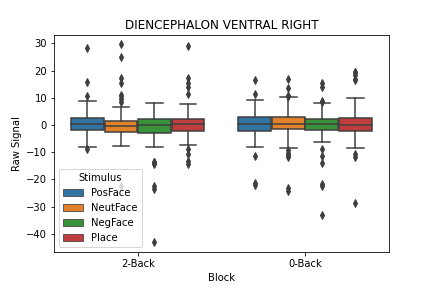 DIENCEPHALON VENTRAL RIGHT
30
20
10
0
−10
−20
−30
−40
Raw Signal
Stimulus
PosFace
NeutFace
NegFace
Place
2-Back
0-Back
Block